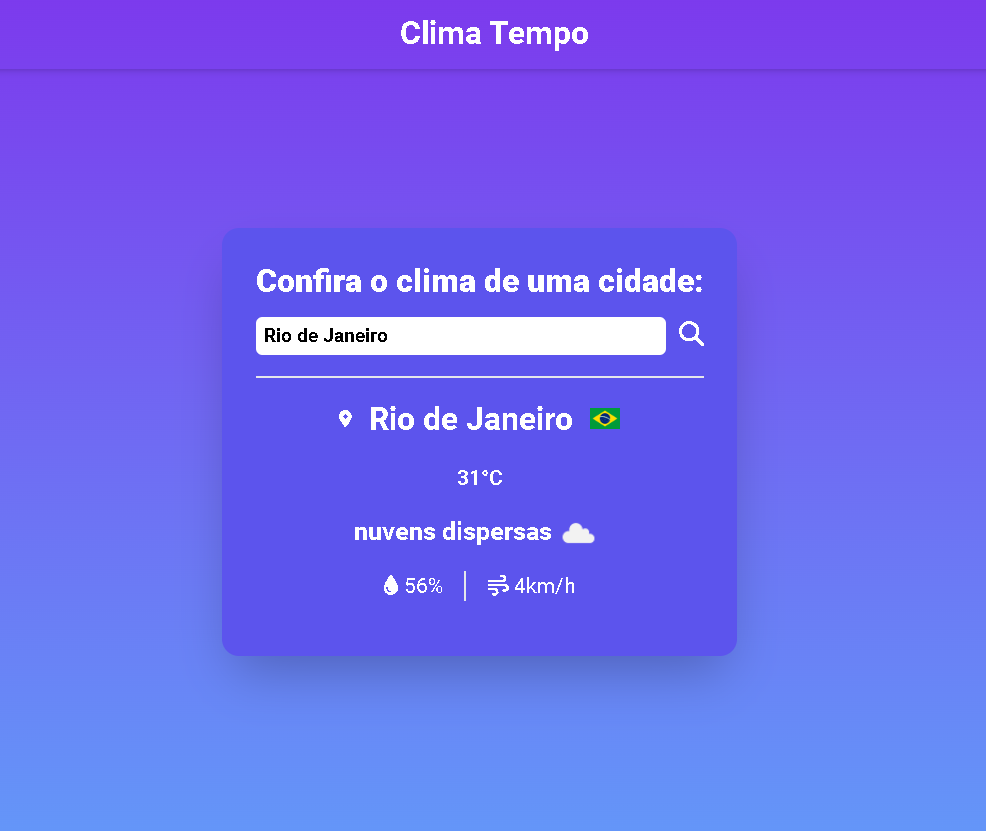 Clima Tempo
Confira o clima de uma cidade:
Rio de Janeiro
Rio de Janeiro
31°C
nuvens dispersas
56% 4km/h